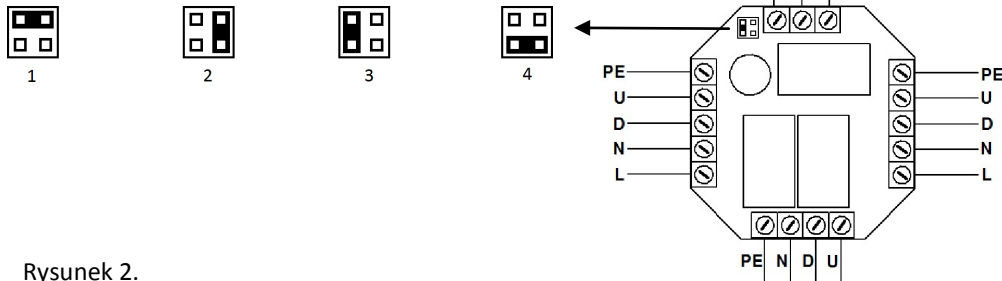 1 2 3 4
PE PE
U U
D D
N N
L L
PE N D U
Rysunek 2.